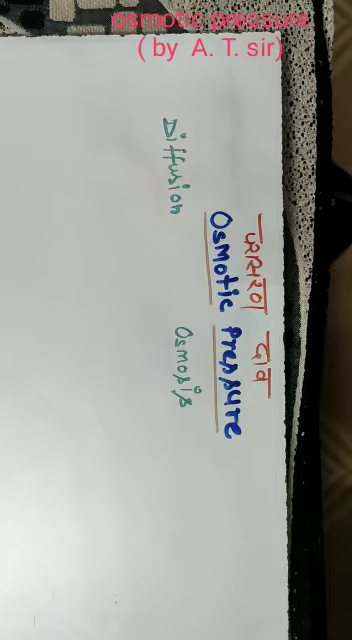 osmotic pressure
( by A. T. sir)
परासरण दाब
Osmotic Pressure
Diffusion Osmosis